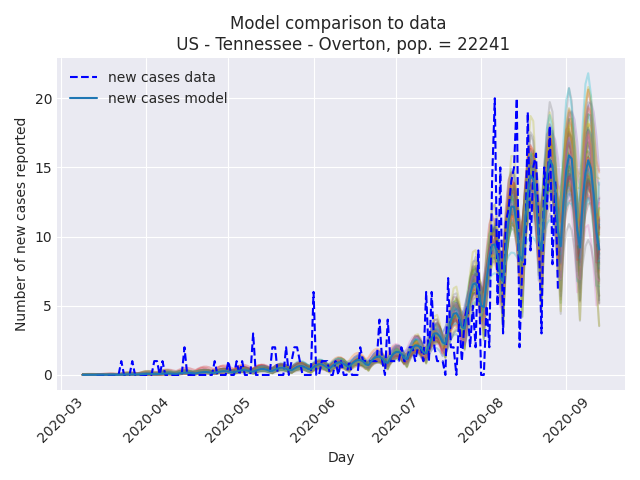 Model comparison to data
US - Tennessee - Overton, pop. = 22241
new cases data
new cases model
Number of new cases reported
20
15
10
5
0
2020-03
2020-04
2020-05
2020-06
2020-07
2020-08
2020-09
Day